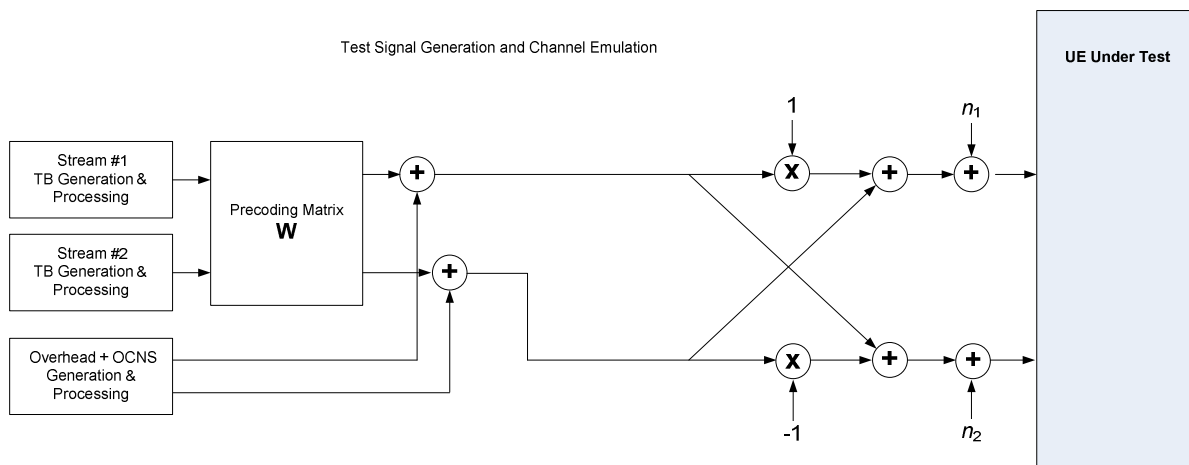 Test Signal Generation and Channel Emulation
UE Under Test
1
n1
Stream #1
TB Generation &
Processing
Precoding Matrix
W
+
x
+
+
Stream #2
TB Generation &
Processing
+
Overhead + OCNS
Generation &
Processing
x
+
+
-1
n2